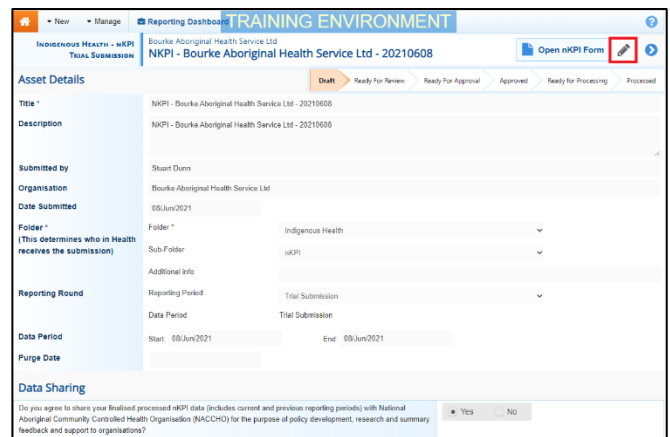 New Manage Reporting Dashboard TRAINING ENVIRONMENT ?
INDIGENOUS HEALTH - NKPI
TRIAL SUBMISSION
Bourke Aboriginal Health Service Ltd
NKPI - Bourke Aboriginal Health Service Ltd - 20210608
Open nKPI Form
Asset Details
Draft Ready For Review Ready For Approval Approved Ready for Processing Processed
Title * NKPI - Bourke Aboriginal Health Service Ltd - 20210608
Description NKPI - Bourke Aboriginal Health Service Ltd - 20210608
Submitted by Stuart Dunn
Organisation Bourke Aboriginal Health Service Ltd
Date Submitted 08/Jun/2021
Folder *
(This determines who in Health
receives the submission)
Folder * Indigenous Health
Sub-Folder nKPI
Additional info
Reporting Round Reporting Period Trial Submission
Data Period Trial Submission
Data Period Start: 08/Jun/2021 End: 08/Jun/2021
Purge Date
Data Sharing
Do you agree to share your finalised processed nKPI data (includes current and previous reporting periods) with National
Aboriginal Community Controlled Health Organisation (NACCHO) for the purpose of policy development, research and summary
feedback and support to organisations?
Yes No